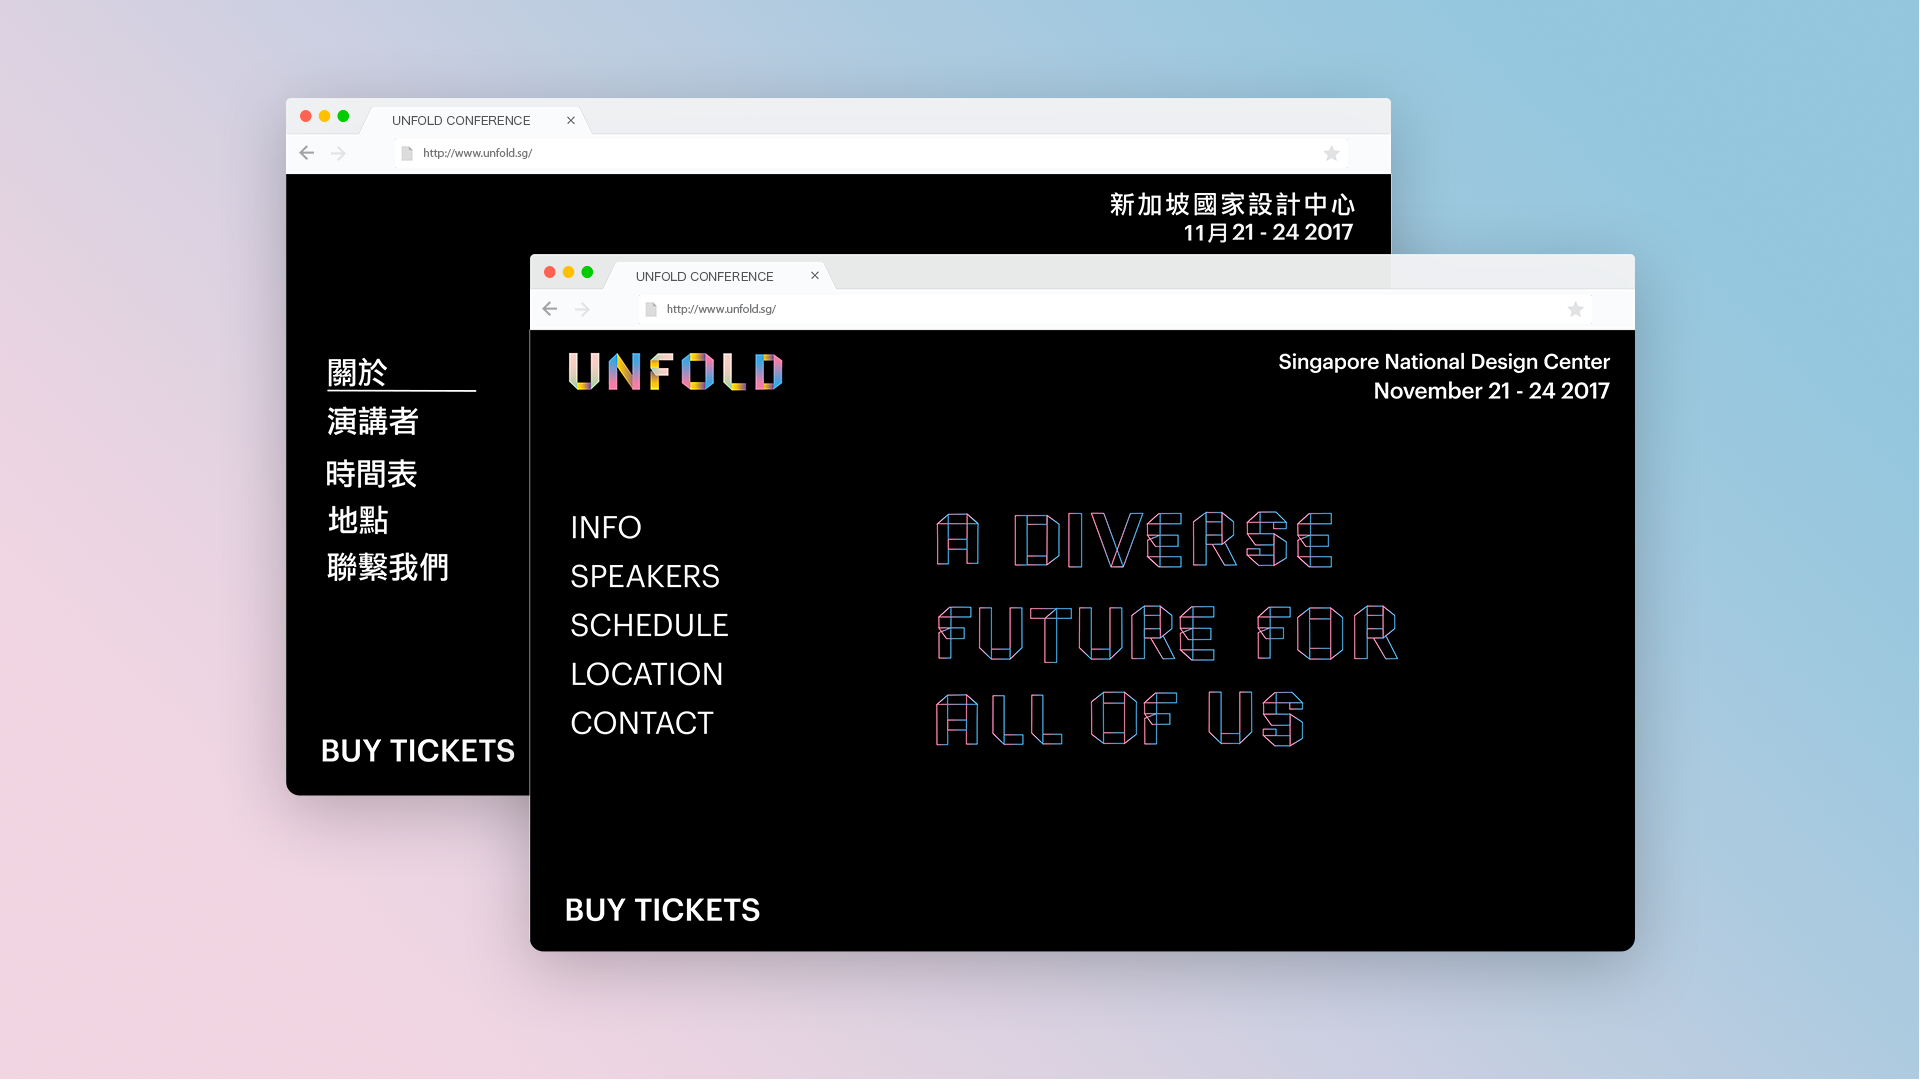 UNFOLD CONFERENCE
http://www.unfold.sg/
新加坡國家設計中心
11月21 - 24 2017
關於
演講者
時間表
地點
聯繫我們
BUY TICKETS
UNFOLD CONFERENCE
http://www.unfold.sg/
UNFOLD
Singapore National Design Center
November 21 - 24 2017
INFO
SPEAKERS
SCHEDULE
LOCATION
CONTACT
A DIVERSE
FUTURE FOR
ALL OF US
BUY TICKETS